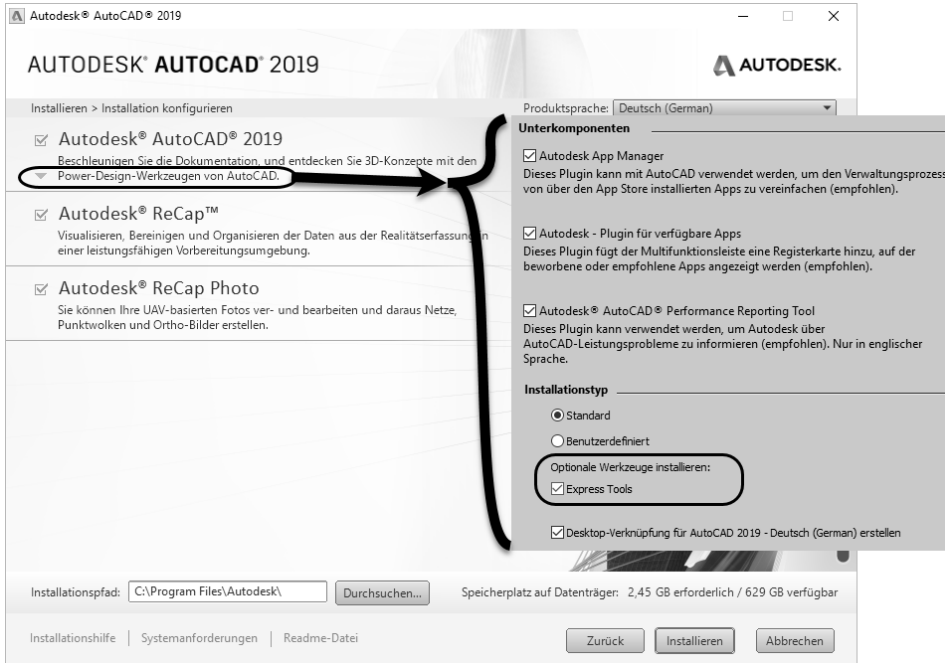 Autodesk® AutoCAD® 2019
AUTODESK® AUTOCAD® 2019
AUTODESK.
Installieren > Installation konfigurieren
Produktsprache: Deutsch (German)
Autodesk® AutoCAD® 2019
Beschleunigen Sie die Dokumentation, und entdecken Sie 3D-Konzepte mit den
Power-Design-Werkzeugen von AutoCAD.
Autodesk® ReCap™
Visualisieren, Bereinigen und Organisieren der Daten aus der Realitätserfassung in
einer leistungsfähigen Vorbereitungsumgebung.
Autodesk® ReCap Photo
Sie können Ihre UAV-basierten Fotos ver- und bearbeiten und daraus Netze,
Punktwolken und Ortho-Bilder erstellen.
Unterkomponenten
Autodesk App Manager
Dieses Plugin kann mit AutoCAD verwendet werden, um den Verwaltungsprozess
von über den App Store installierten Apps zu vereinfachen (empfohlen).
Autodesk - Plugin für verfügbare Apps
Dieses Plugin fügt der Multifunktionsleiste eine Registerkarte hinzu, auf der
beworbene oder empfohlene Apps angezeigt werden (empfohlen).
Autodesk® AutoCAD® Performance Reporting Tool
Dieses Plugin kann verwendet werden, um Autodesk über
AutoCAD-Leistungsprobleme zu informieren (empfohlen). Nur in englischer
Sprache.
Installationstyp
Standard
Benutzerdefiniert
Optionale Werkzeuge installieren:
Express Tools
Desktop-Verknüpfung für AutoCAD 2019 - Deutsch (German) erstellen
Installationspfad: C:\Program Files\Autodesk\ Durchsuchen... Speicherplatz auf Datenträger: 2,45 GB erforderlich / 629 GB verfügbar
Installationshilfe | Systemanforderungen | Readme-Datei
Zurück Installieren Abbrechen